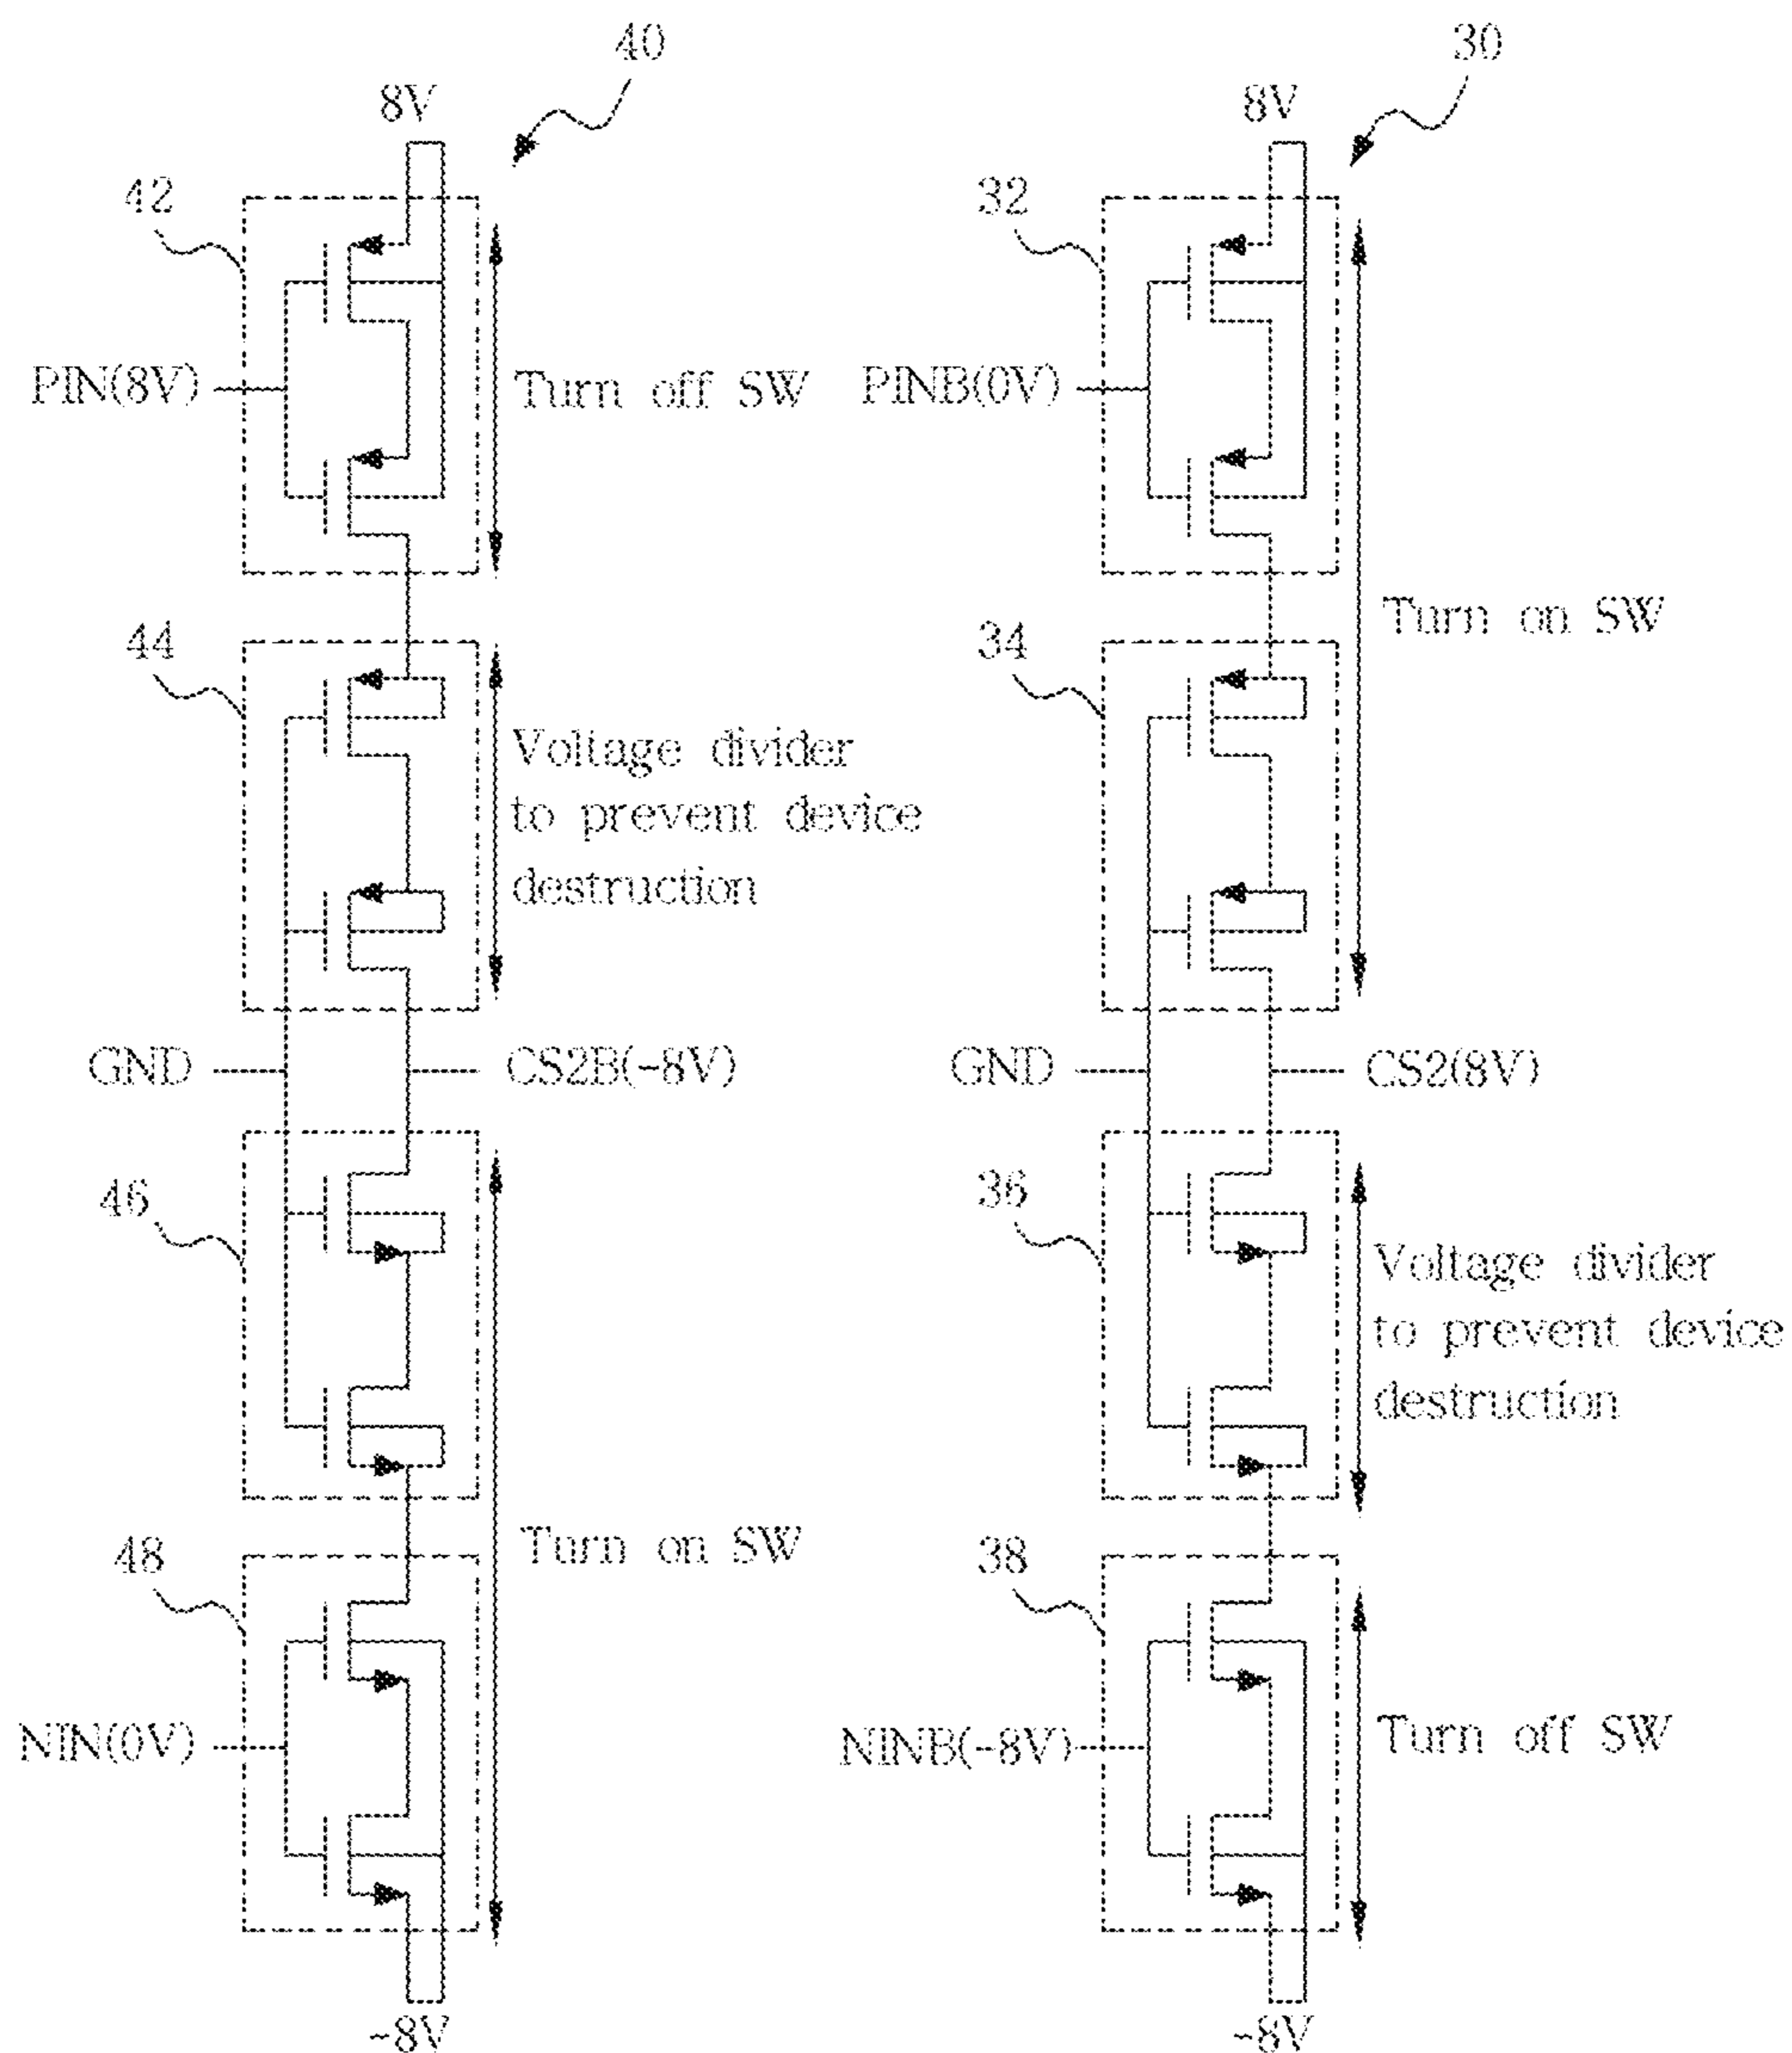 40
30
8V
8V
42
32
PIN(8V)
Turn off SW
PINB(0V)
Turn on SW
44
34
Voltage divider
to prevent device
destruction
GND
CS2B(-8V)
GND
CS2(8V)
46
36
Voltage divider
to prevent device
destruction
Turn on SW
48
38
NIN(0V)
NINB(-8V)
Turn off SW
-8V
-8V